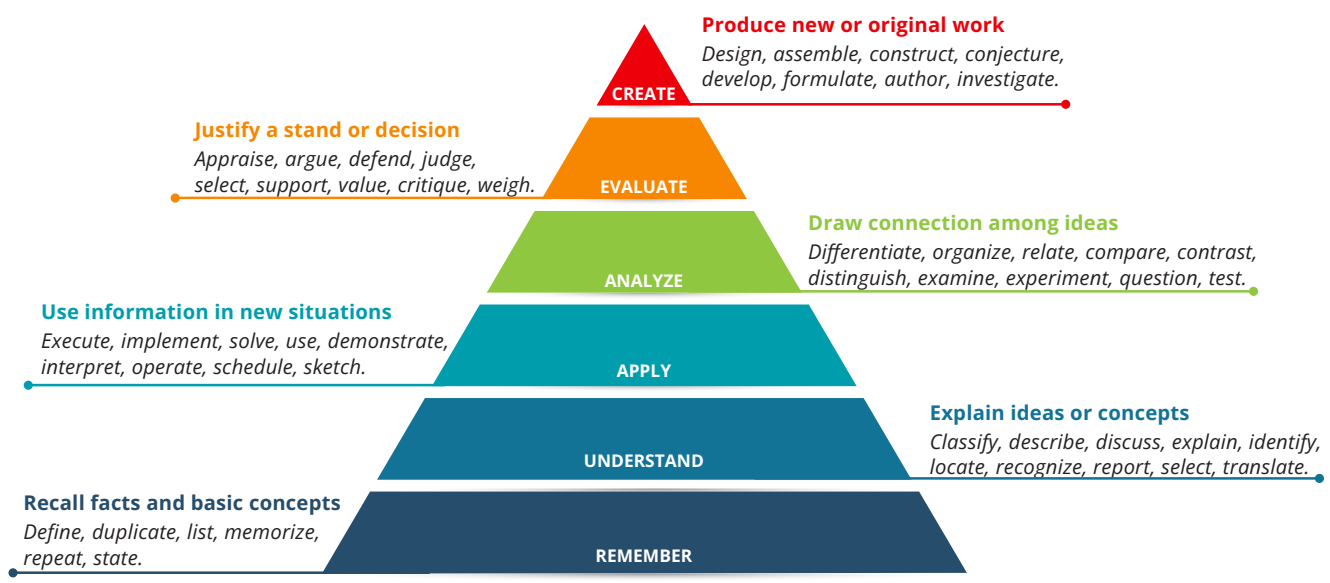 Produce new or original work
Design, assemble, construct, conjecture,
develop, formulate, author, investigate.
CREATE
Justify a stand or decision
Appraise, argue, defend, judge,
select, support, value, critique, weigh.
EVALUATE
Draw connection among ideas
Differentiate, organize, relate, compare, contrast,
distinguish, examine, experiment, question, test.
ANALYZE
Use information in new situations
Execute, implement, solve, use, demonstrate,
interpret, operate, schedule, sketch.
APPLY
Explain ideas or concepts
Classify, describe, discuss, explain, identify,
locate, recognize, report, select, translate.
UNDERSTAND
Recall facts and basic concepts
Define, duplicate, list, memorize,
repeat, state.
REMEMBER